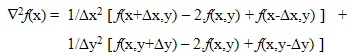 ∇²f(x) = 1/Δx² [ f(x+Δx,y) – 2 f(x,y) + f(x-Δx,y) ] +
1/Δy² [ f(x,y+Δy) – 2 f(x,y) + f(x,y-Δy) ]